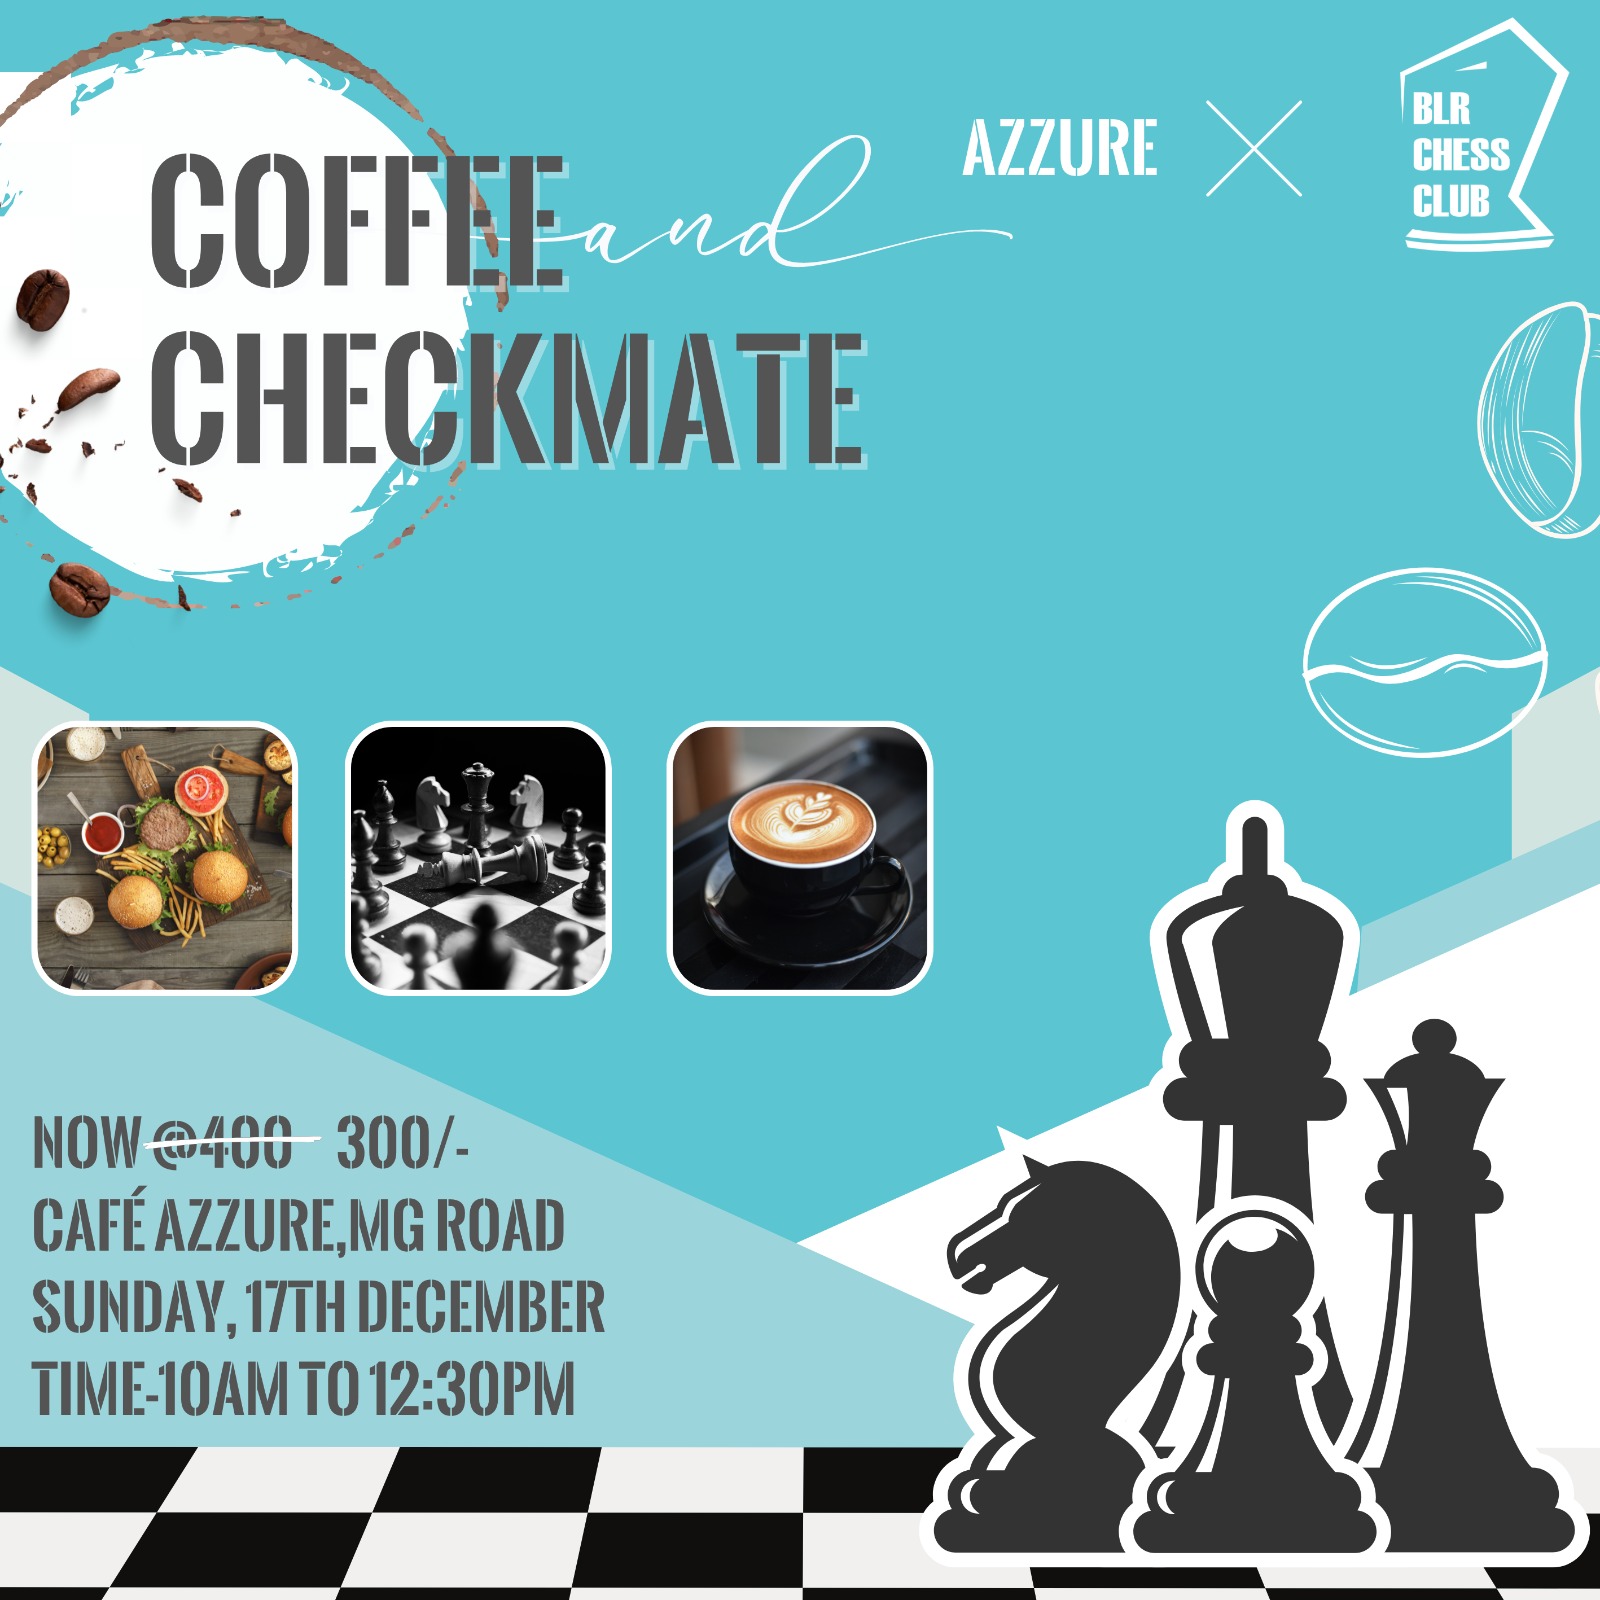 COFFEE and
CHECKMATE
AZZURE
BLR
CHESS
CLUB
NOW @400 300/-
CAFÉ AZZURE,MG ROAD
SUNDAY, 17TH DECEMBER
TIME-10AM TO 12:30PM